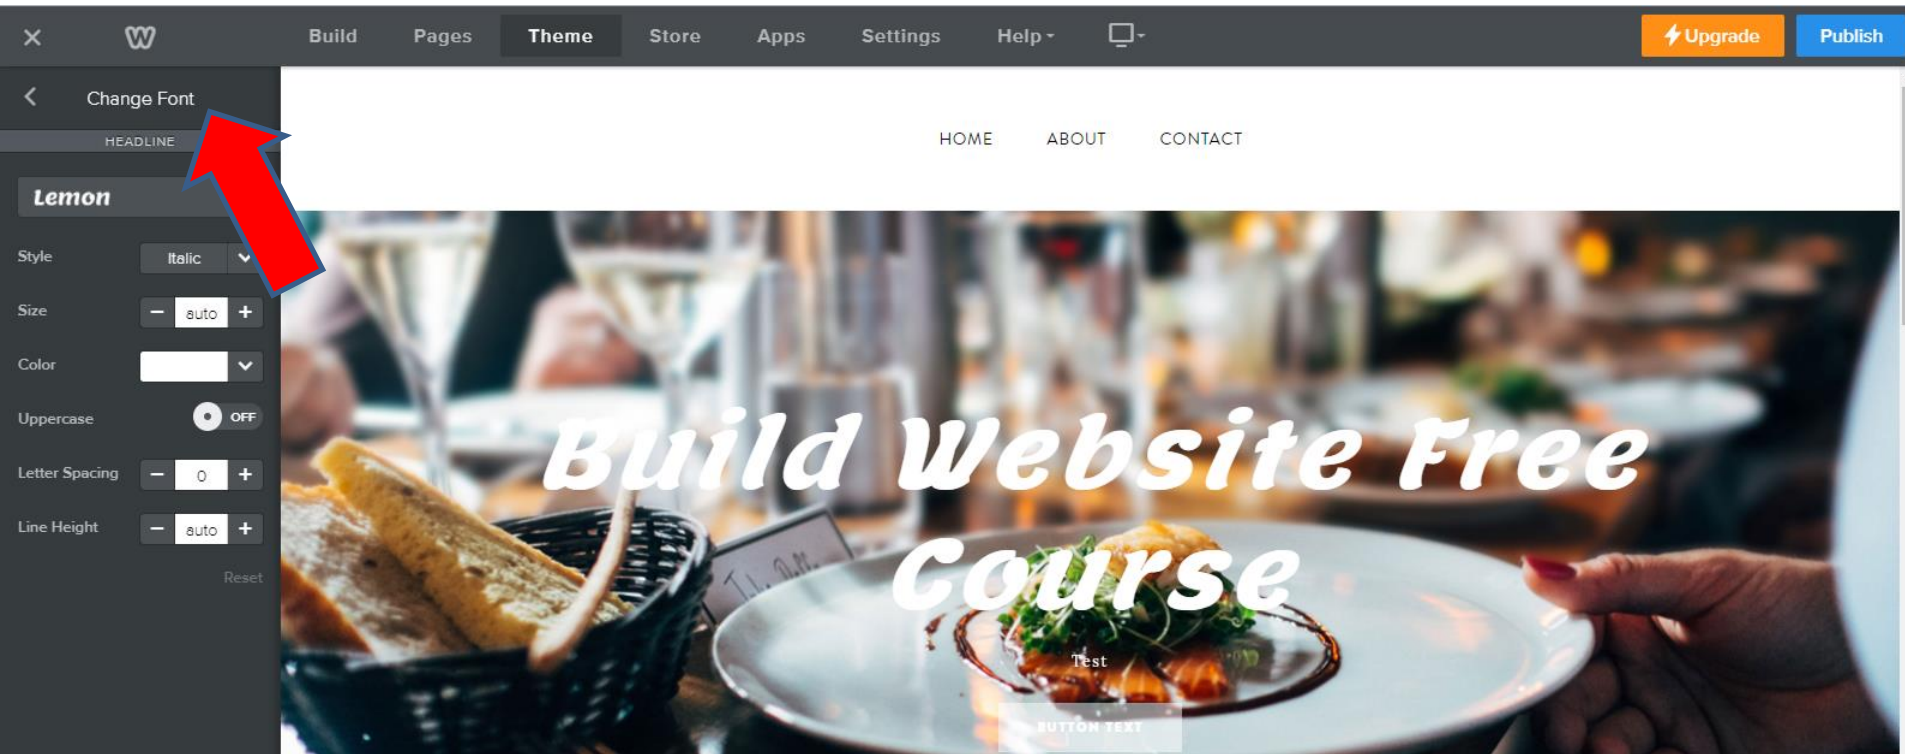 Build Pages Theme Store Apps Settings Help Upgrade Publish
Change Font
HEADLINE
Lemon
Style Italic
Size auto
Color
Uppercase OFF
Letter Spacing 0
Line Height auto
Reset
HOME ABOUT CONTACT
Build Website Free
Course
Test
BUTTON TEXT